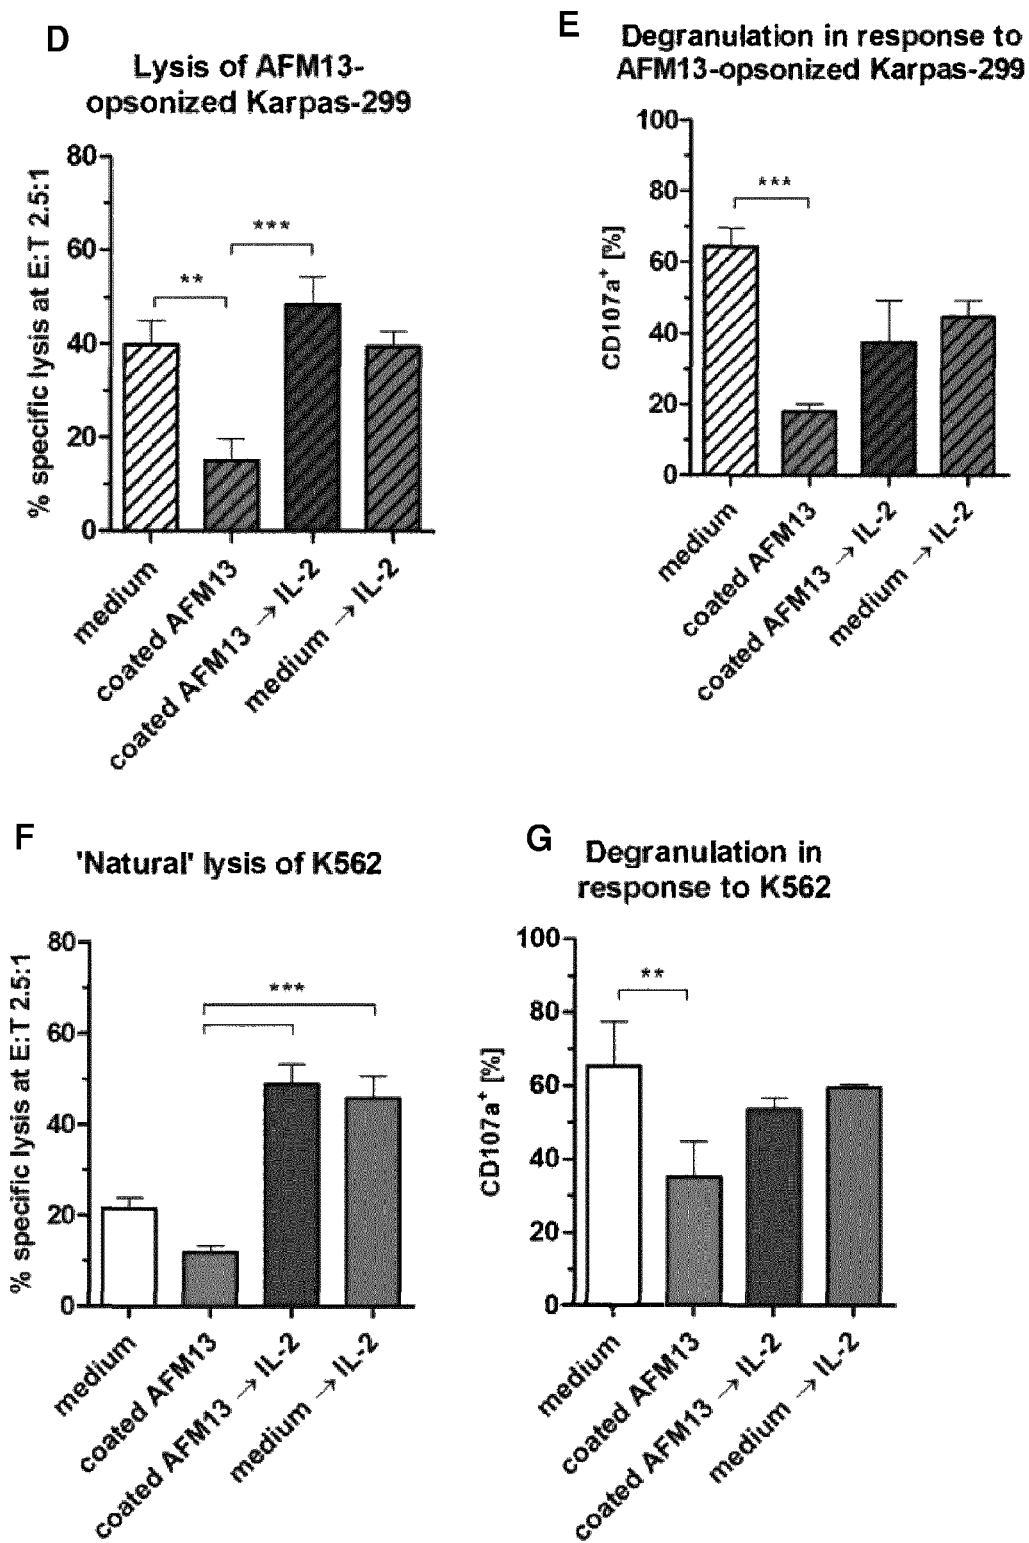 D
Lysis of AFM13-
opsonized Karpas-299
% specific lysis at E:T 2.5:1
80
60
40
20
0
**
***
medium
coated AFM13
coated AFM13 → IL-2
medium → IL-2
E
Degranulation in response to
AFM13-opsonized Karpas-299
CD107a⁺ [%]
100
80
60
40
20
0
***
medium
coated AFM13
coated AFM13 → IL-2
medium → IL-2
F
'Natural' lysis of K562
% specific lysis at E:T 2.5:1
80
60
40
20
0
***
medium
coated AFM13
coated AFM13 → IL-2
medium → IL-2
G
Degranulation in
response to K562
CD107a⁺ [%]
100
80
60
40
20
0
**
medium
coated AFM13
coated AFM13 → IL-2
medium → IL-2